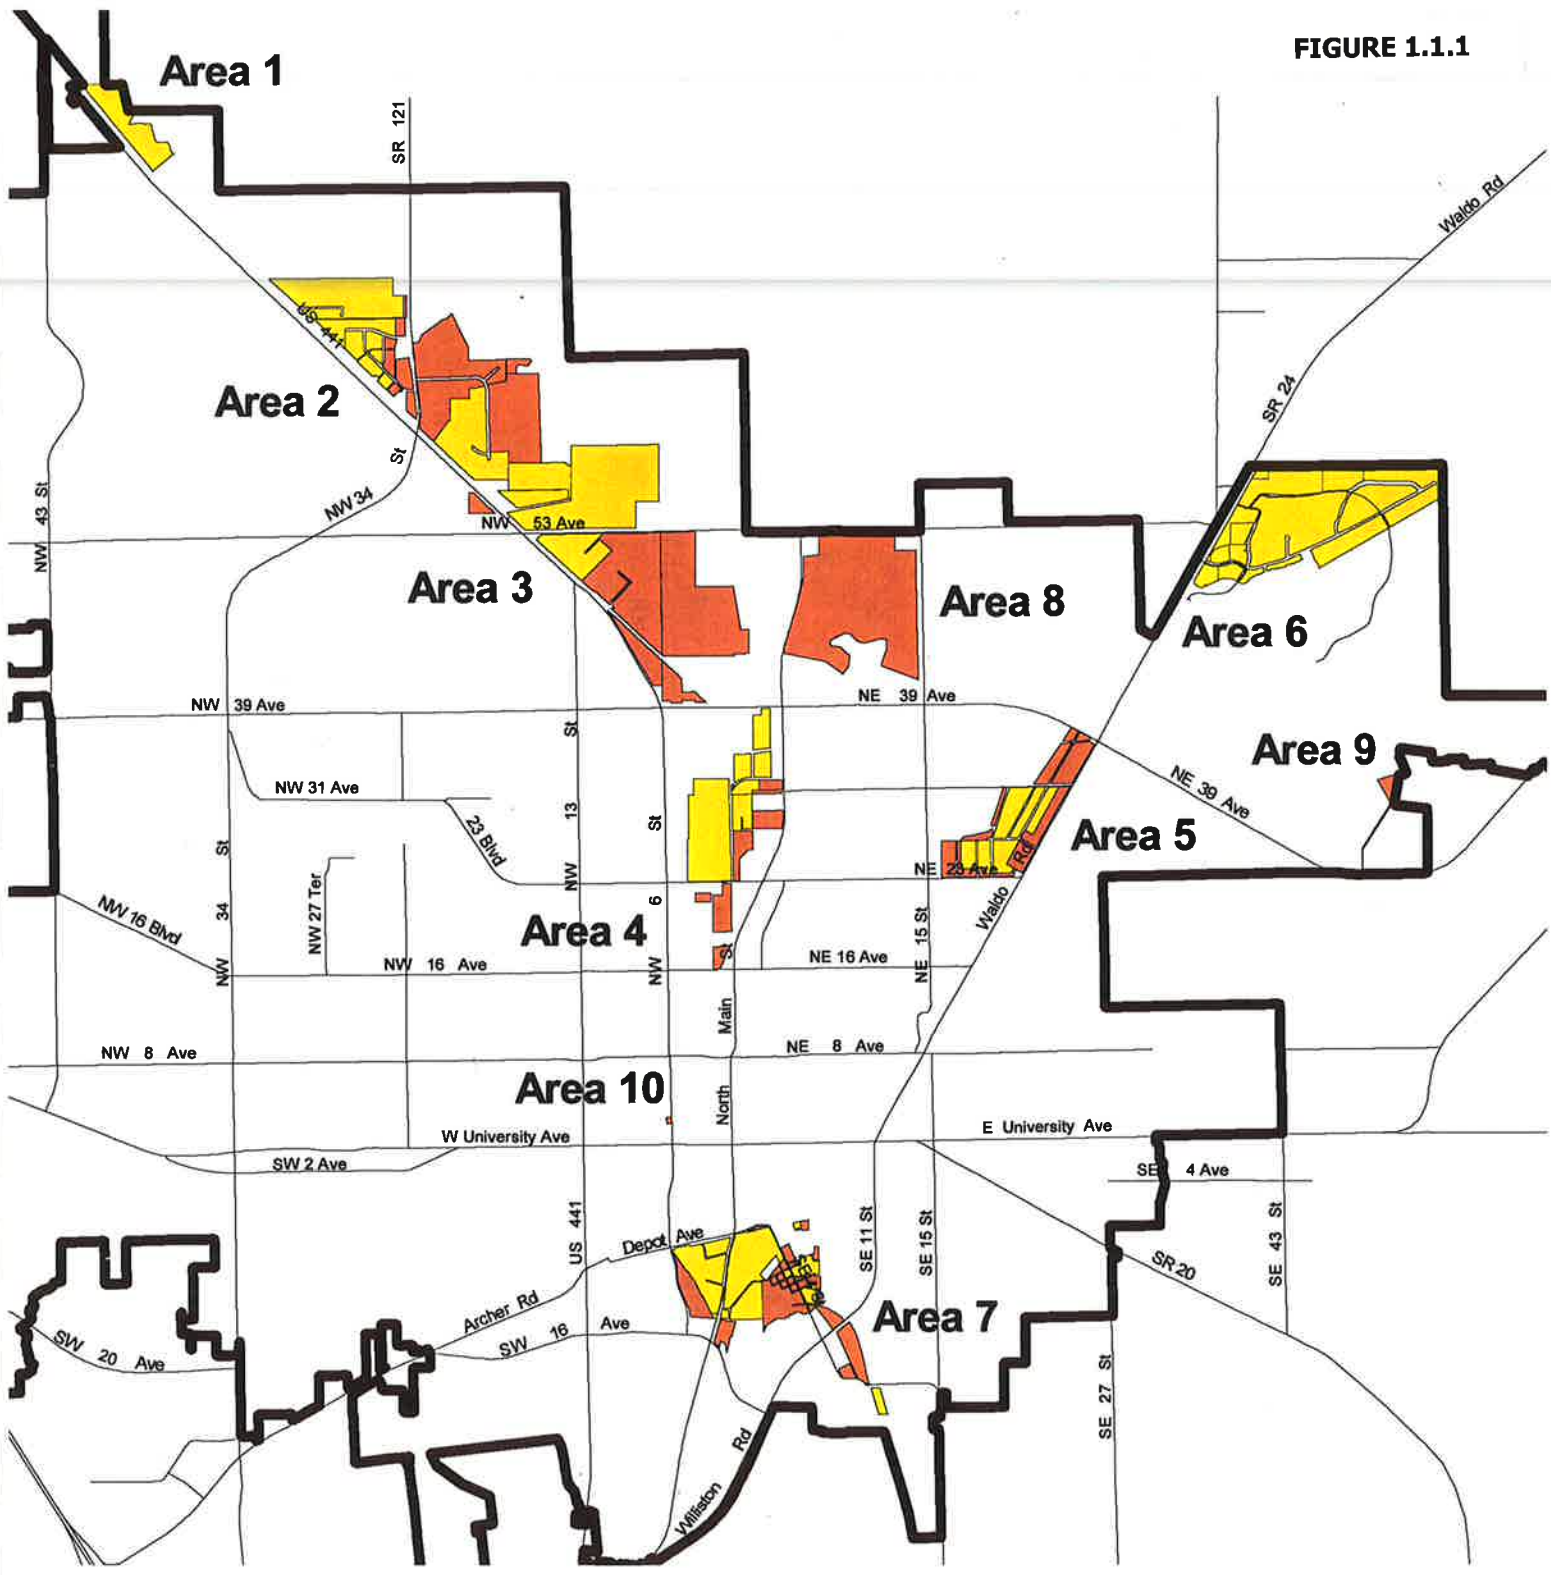 FIGURE 1.1.1
Area 1
SR 121
Waldo Rd
US 441
Area 2
SR 24
St
NW 34
NW 43 St
NW 53 Ave
Area 3
Area 8
Area 6
NW 39 Ave
NE 39 Ave
St
Area 9
NW 31 Ave
NE 39 Ave
13
St
23 Blvd
Area 5
St
NW
NE 23 Ave
Rd
NW 16 Blvd
34
NW 27 Ter
6
Area 4
Waldo
NE 15 St
St
NW 16 Ave
NE 16 Ave
NW
NW
Main
NW 8 Ave
NE 8 Ave
Area 10
North
W University Ave
E University Ave
SW 2 Ave
SE 4 Ave
US 441
Depot Ave
SE 11 St
SE 15 St
SE 43 St
SR 20
Archer Rd
SW 16 Ave
Area 7
SW 20 Ave
SE 27 St
Williston Rd